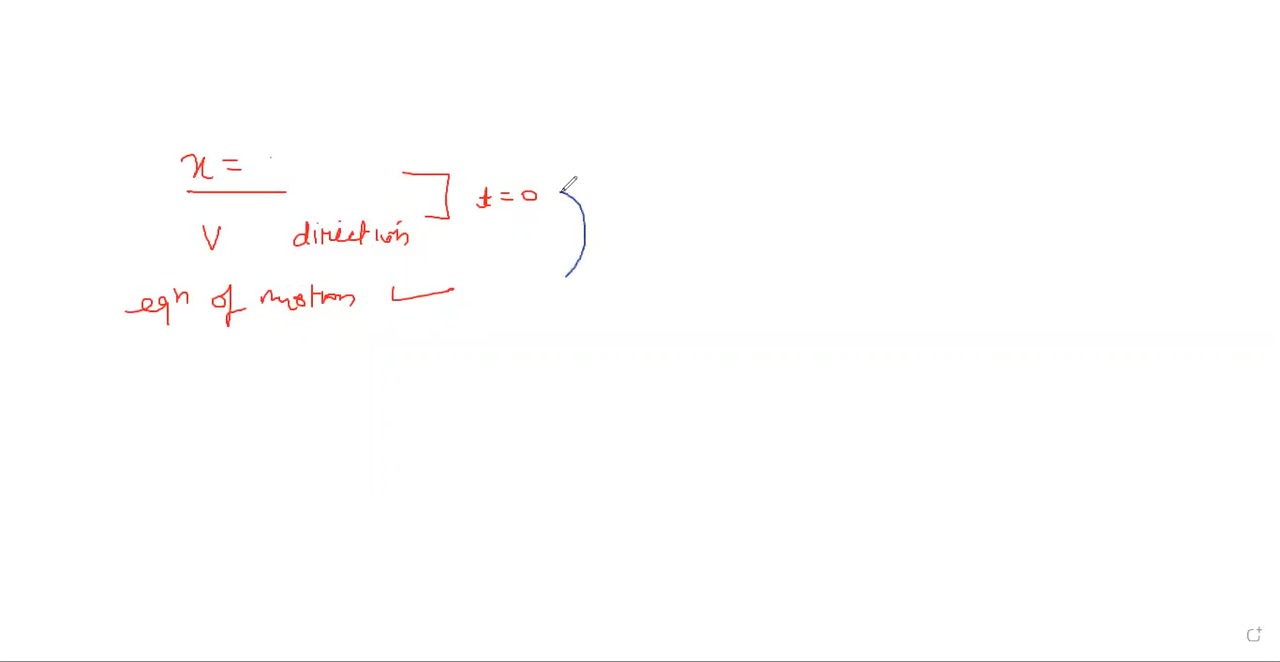 x =
t = 0
V direction
eqn of motion